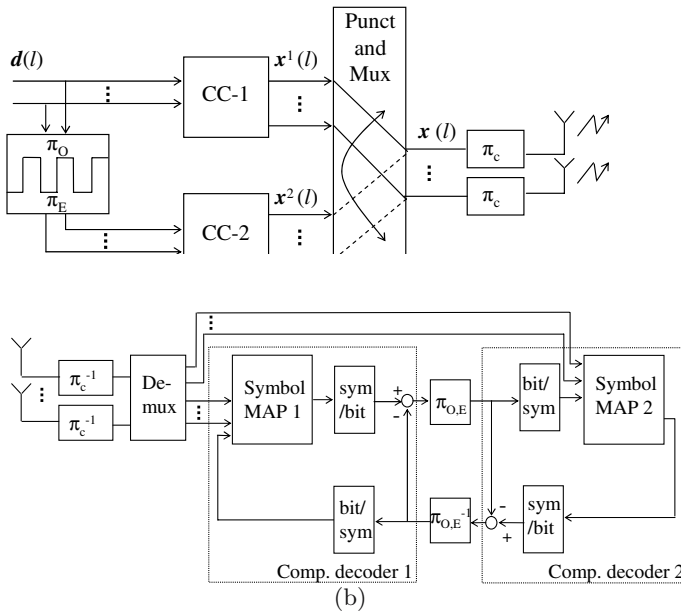 d(l)
x¹(l)
Punct
and
Mux
CC-1
x(l)
π_O
π_c
π_E
x²(l)
π_c
CC-2
π_c⁻¹
De-
mux
Symbol
MAP 1
sym
/bit
+
-
π_O,E
bit/
sym
Symbol
MAP 2
π_c⁻¹
bit/
sym
π_O,E⁻¹
-
+
sym
/bit
Comp. decoder 1
Comp. decoder 2
(b)